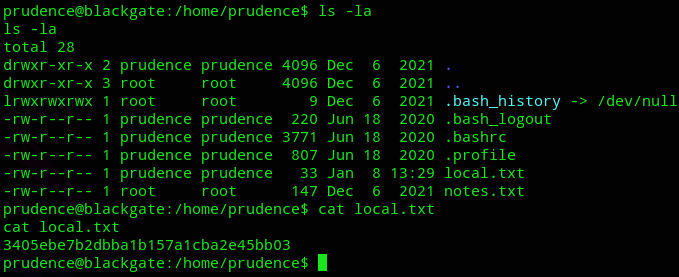 prudence@blackgate:/home/prudence$ ls -la
ls -la
total 28
drwxr-xr-x 2 prudence prudence 4096 Dec  6  2021 .
drwxr-xr-x 3 root     root     4096 Dec  6  2021 ..
lrwxrwxrwx 1 root     root        9 Dec  6  2021 .bash_history -> /dev/null
-rw-r--r-- 1 prudence prudence  220 Jun 18  2020 .bash_logout
-rw-r--r-- 1 prudence prudence 3771 Jun 18  2020 .bashrc
-rw-r--r-- 1 prudence prudence  807 Jun 18  2020 .profile
-rw-r--r-- 1 prudence prudence   33 Jan  8 13:29 local.txt
-rw-r--r-- 1 root     root      147 Dec  6  2021 notes.txt
prudence@blackgate:/home/prudence$ cat local.txt
cat local.txt
3405ebe7b2dbba1b157a1cba2e45bb03
prudence@blackgate:/home/prudence$